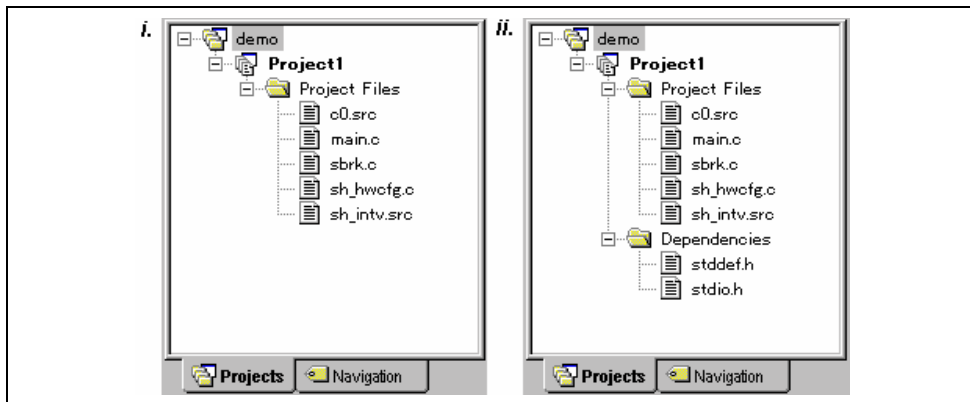 i.
demo
Project1
Project Files
c0.src
main.c
sbrk.c
sh_hwcfg.c
sh_intv.src
Projects
Navigation
ii.
demo
Project1
Project Files
c0.src
main.c
sbrk.c
sh_hwcfg.c
sh_intv.src
Dependencies
stddef.h
stdio.h
Projects
Navigation